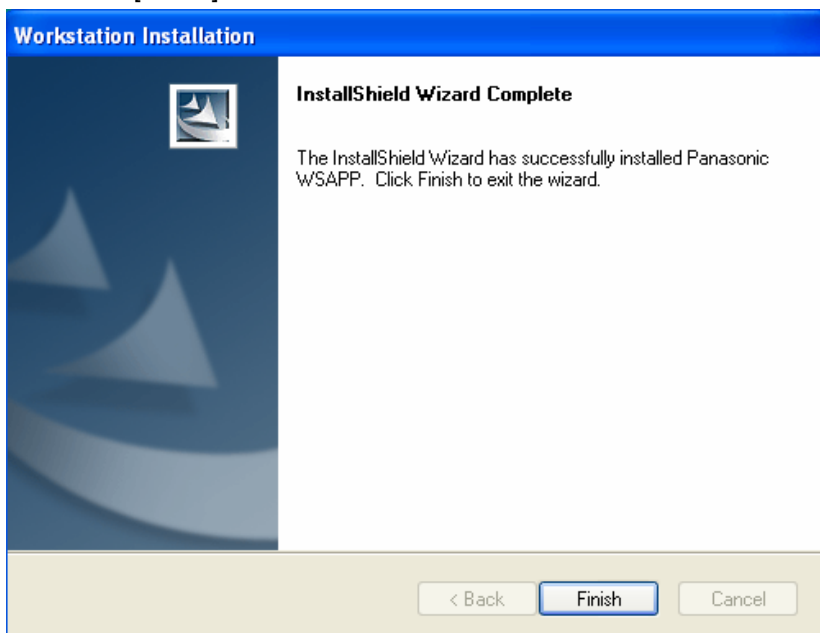 Workstation Installation
InstallShield Wizard Complete
The InstallShield Wizard has successfully installed Panasonic
WSAPP.  Click Finish to exit the wizard.
< Back
Finish
Cancel